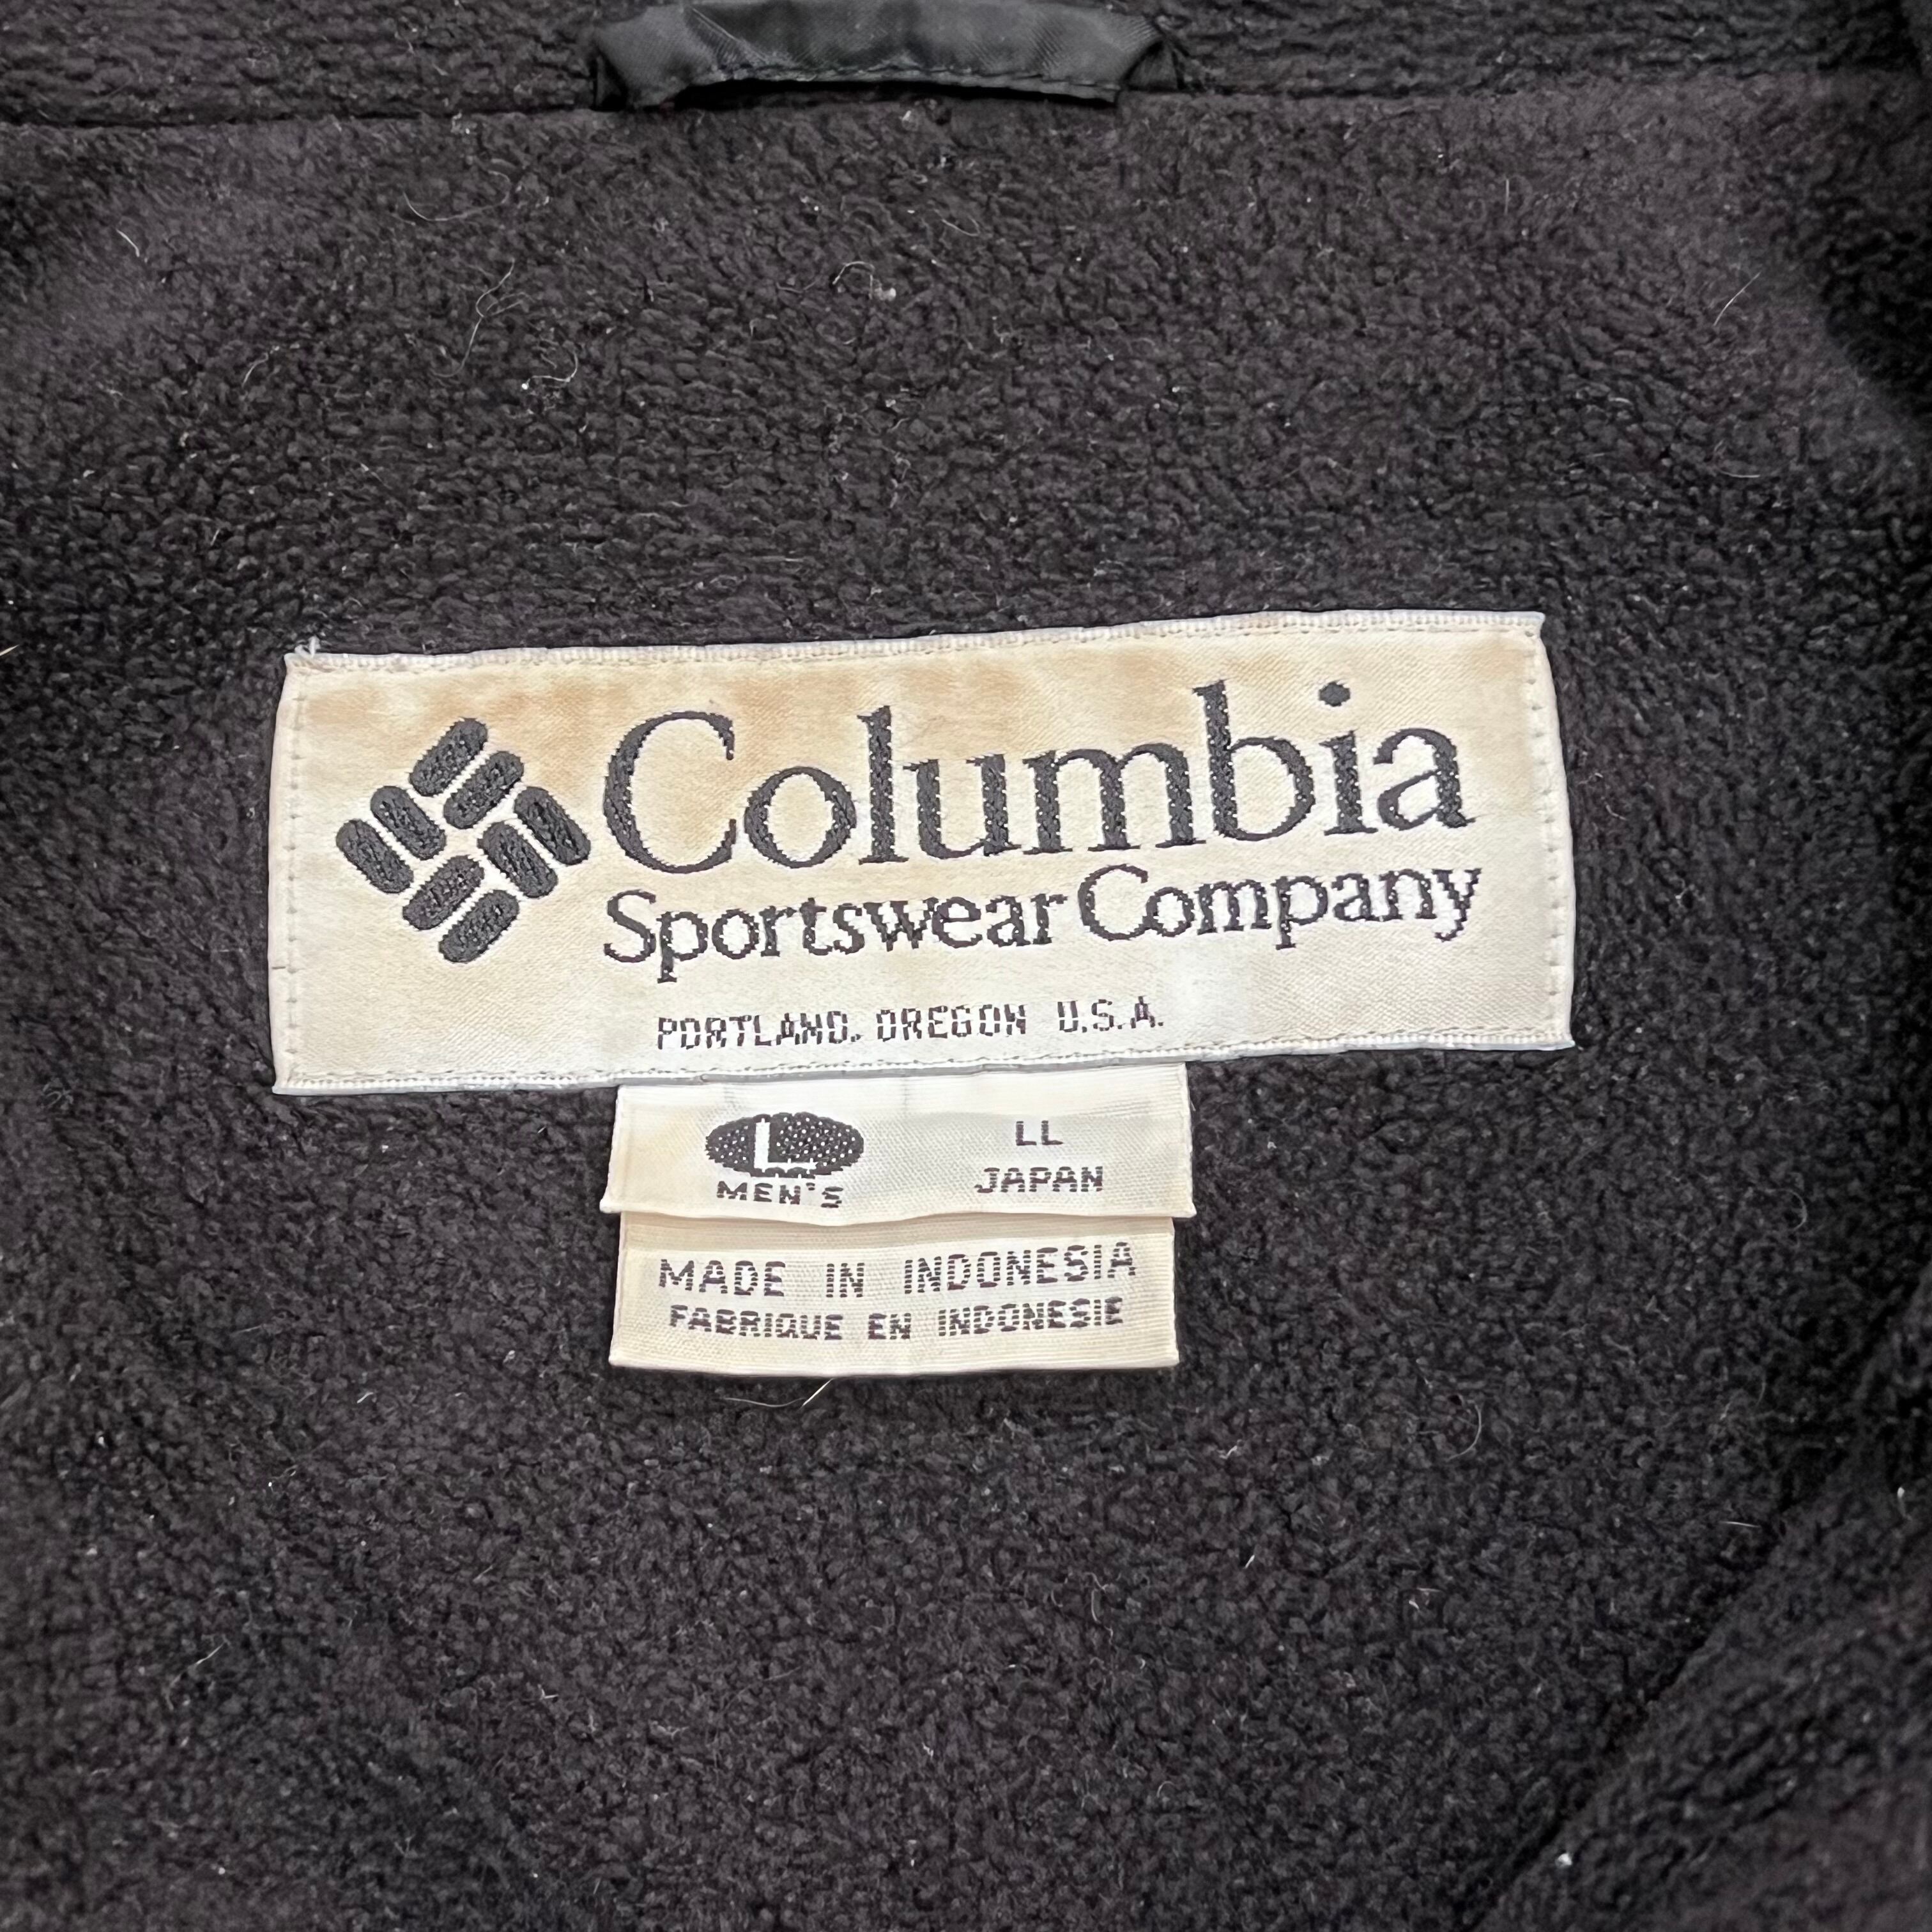 Columbia
Sportswear Company
PORTLAND, OREGON U.S.A.
L
MEN'S
LL
JAPAN
MADE IN INDONESIA
FABRIQUE EN INDONESIE